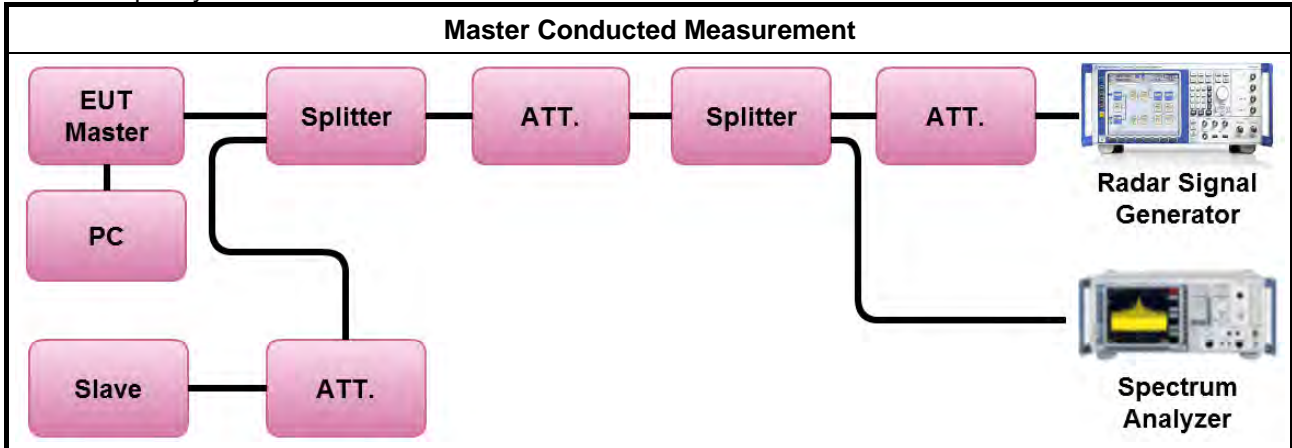 Master Conducted Measurement
EUT
Master
Splitter
ATT.
Splitter
ATT.
Radar Signal
Generator
PC
Slave
ATT.
Spectrum
Analyzer